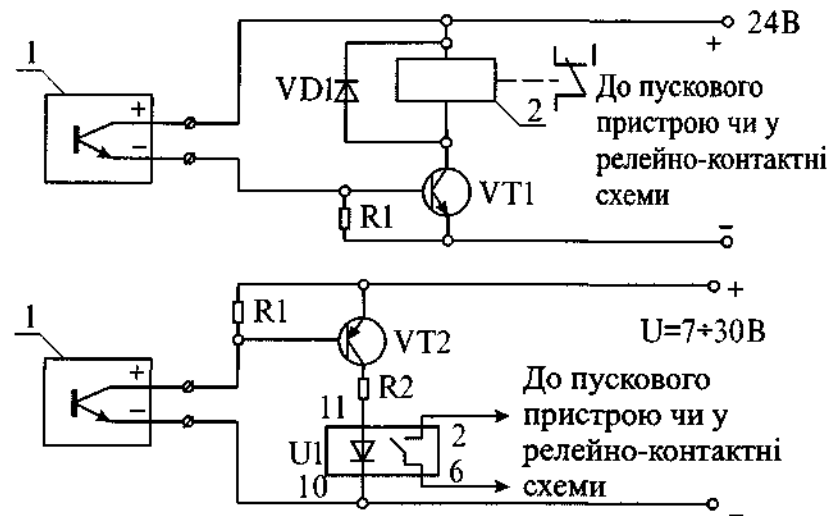 24В
+
1
+
−
VD1
2
До пускового
пристрою чи у
релейно-контактні
схеми
VT1
R1
−
+
1
R1
VT2
U=7÷30В
+
−
R2
До пускового
пристрою чи у
релейно-контактні
схеми
11
2
U1
10
6
−